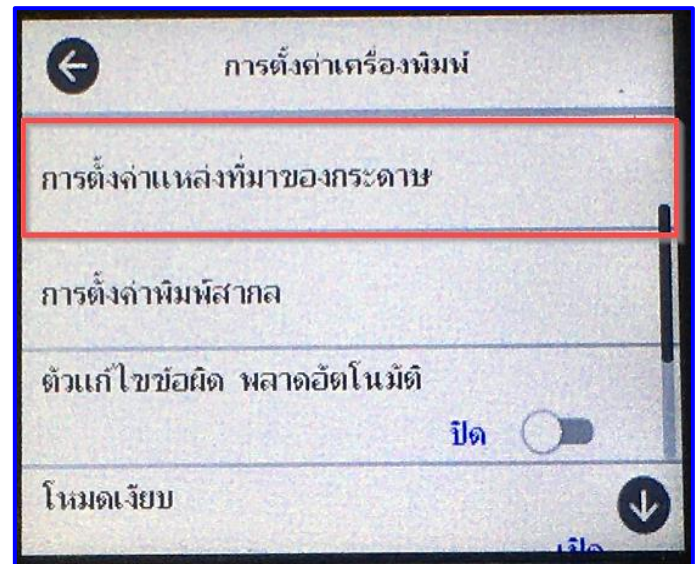 การตั้งค่าเครื่องพิมพ์
การตั้งค่าแหล่งที่มาของกระดาษ
การตั้งค่าพิมพ์สากล
ตัวแก้ไขข้อผิด พลาดอัตโนมัติ
ปิด
โหมดเงียบ
เปิด